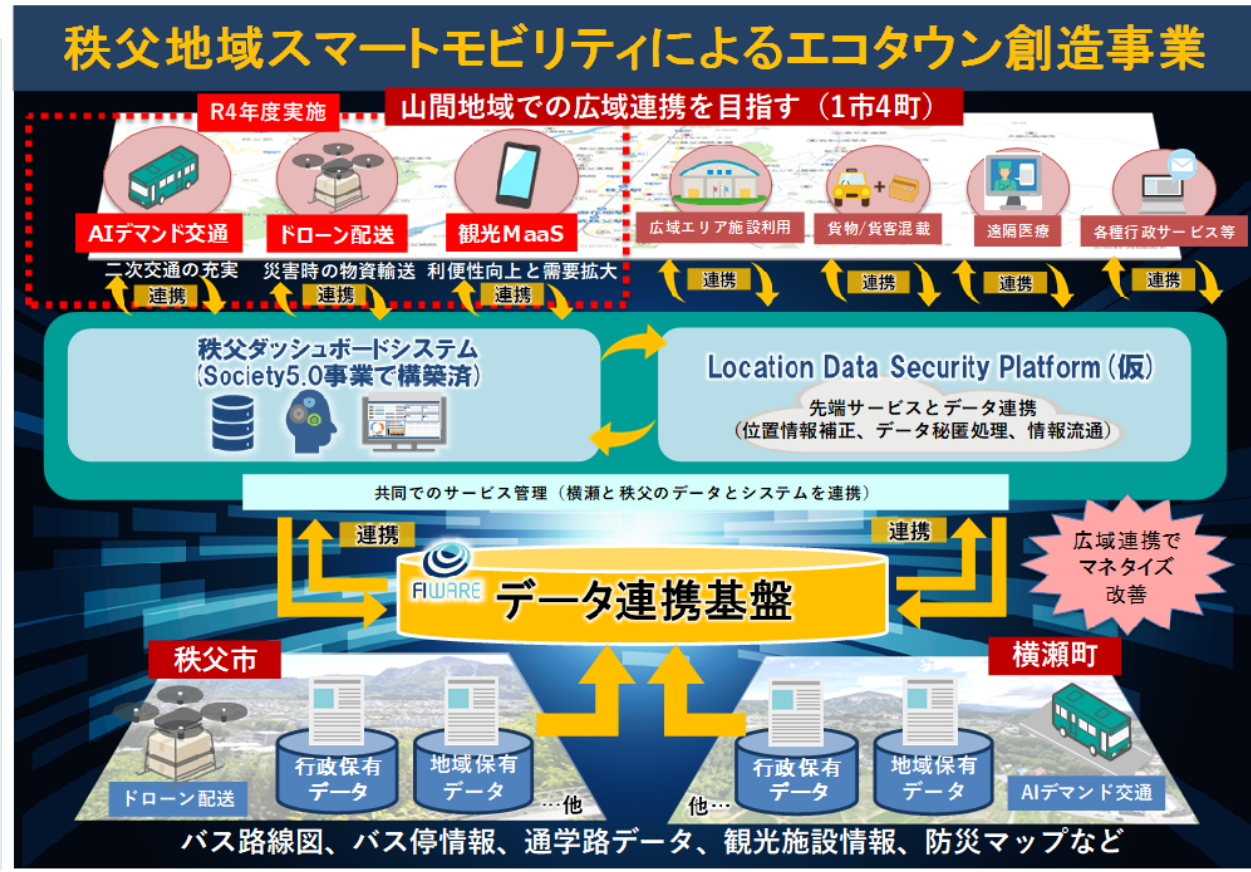 秩父地域スマートモビリティによるエコタウン創造事業
R4年度実施
山間地域での広域連携を目指す（1市4町）
AIデマンド交通
ドローン配送
観光MaaS
広域エリア施設利用
貨物/貨客混載
遠隔医療
各種行政サービス等
二次交通の充実
災害時の物資輸送
利便性向上と需要拡大
連携
連携
連携
連携
連携
連携
連携
秩父ダッシュボードシステム
(Society5.0事業で構築済)
Location Data Security Platform(仮)
先端サービスとデータ連携
(位置情報補正、データ秘匿処理、情報流通)
共同でのサービス管理（横瀬と秩父のデータとシステムを連携）
連携
連携
FIWARE
データ連携基盤
広域連携で
マネタイズ
改善
秩父市
横瀬町
ドローン配送
行政保有
データ
地域保有
データ
…他
他…
行政保有
データ
地域保有
データ
AIデマンド交通
バス路線図、バス停情報、通学路データ、観光施設情報、防災マップなど